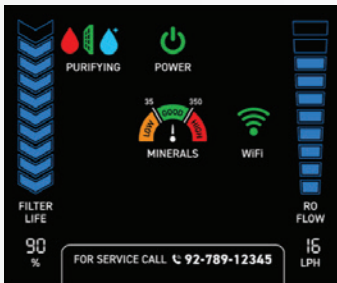 PURIFYING
POWER
35
350
LOW
GOOD
HIGH
MINERALS
WiFi
FILTER
LIFE
90
%
RO
FLOW
16
LPH
FOR SERVICE CALL 92-789-12345